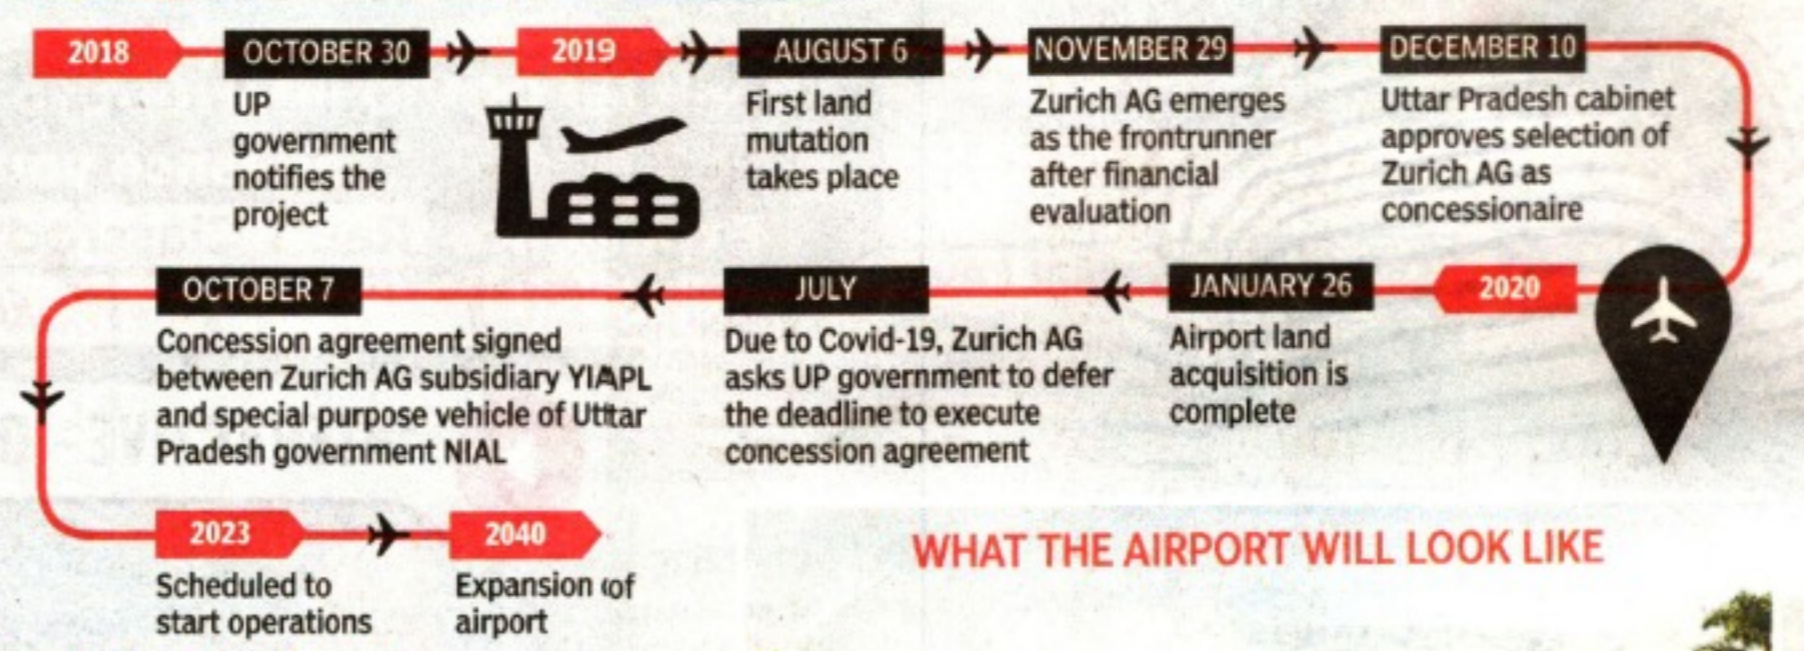 2018
OCTOBER 30
UP
government
notifies the
project
2019
AUGUST 6
First land
mutation
takes place
NOVEMBER 29
Zurich AG emerges
as the frontrunner
after financial
evaluation
DECEMBER 10
Uttar Pradesh cabinet
approves selection of
Zurich AG as
concessionaire
2020
JANUARY 26
Airport land
acquisition is
complete
JULY
Due to Covid-19, Zurich AG
asks UP government to defer
the deadline to execute
concession agreement
OCTOBER 7
Concession agreement signed
between Zurich AG subsidiary YIAPL
and special purpose vehicle of Uttar
Pradesh government NIAL
2023
Scheduled to
start operations
2040
Expansion of
airport
WHAT THE AIRPORT WILL LOOK LIKE